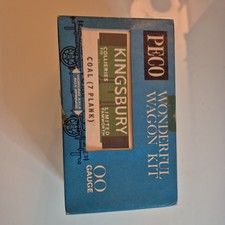 PECO
WONDERFUL
WAGON KIT
KINGSBURY
COLLIERIES
LIMITED
COAL (7 PLANK)
OO
GAUGE